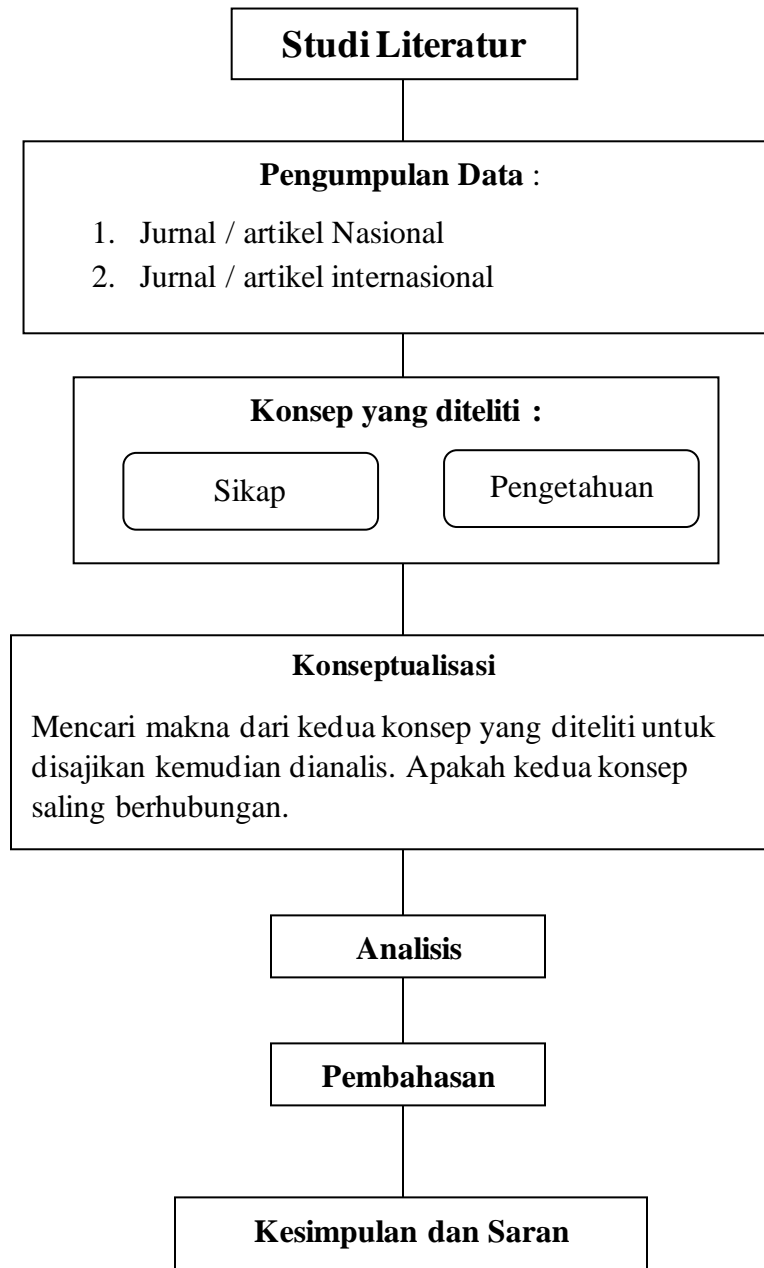 Studi Literatur
Pengumpulan Data :
1. Jurnal / artikel Nasional
2. Jurnal / artikel internasional
Konsep yang diteliti :
Sikap
Pengetahuan
Konseptualisasi
Mencari makna dari kedua konsep yang diteliti untuk
disajikan kemudian dianalis. Apakah kedua konsep
saling berhubungan.
Analisis
Pembahasan
Kesimpulan dan Saran